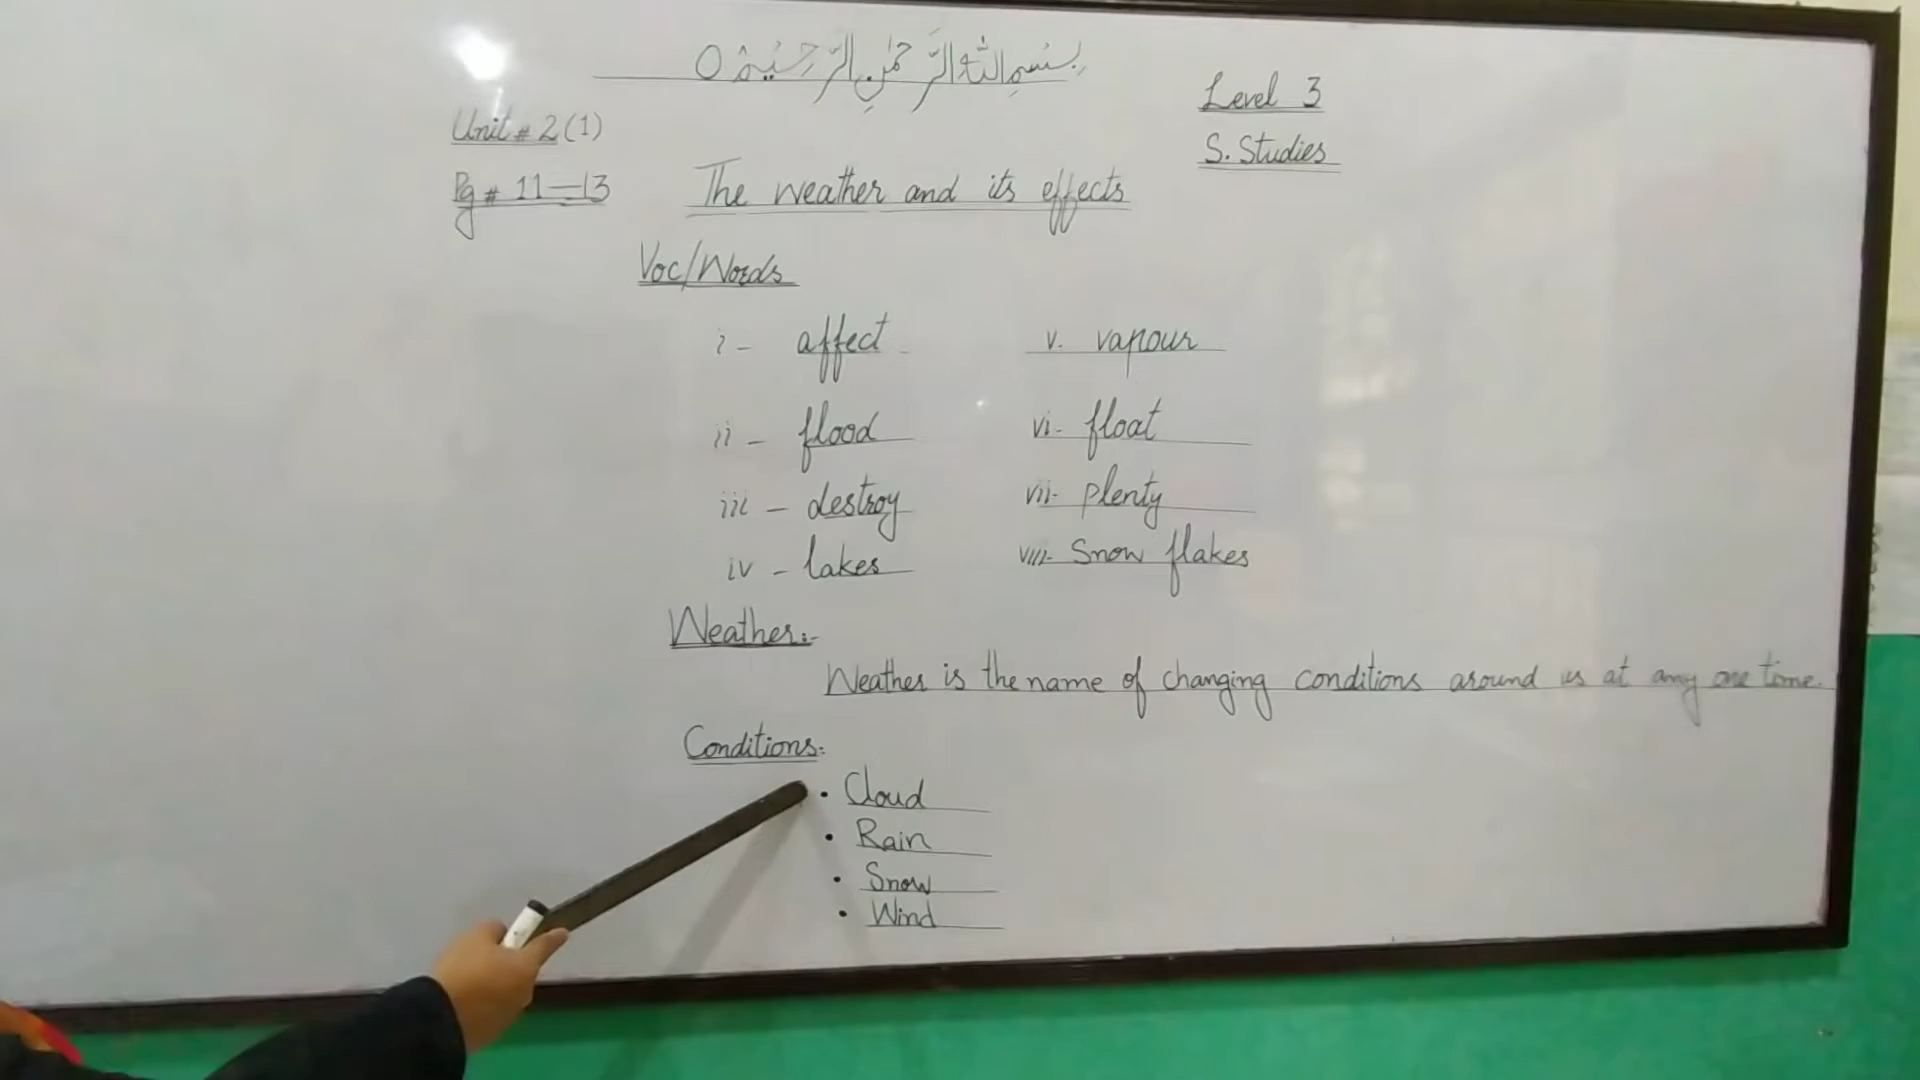 بِسْمِ اللهِ الرَّحْمٰنِ الرَّحِيْمِ ○
Level 3
S. Studies
Unit # 2 (1)
Pg # 11—13
The weather and its effects
Voc/Words
i - affect
v. vapour
ii - flood
vi- float
iii - destroy
vii- plenty
iv - lakes
viii- Snow flakes
Weather:-
Weather is the name of changing conditions around us at any one time.
Conditions:
• Cloud
• Rain
• Snow
• Wind